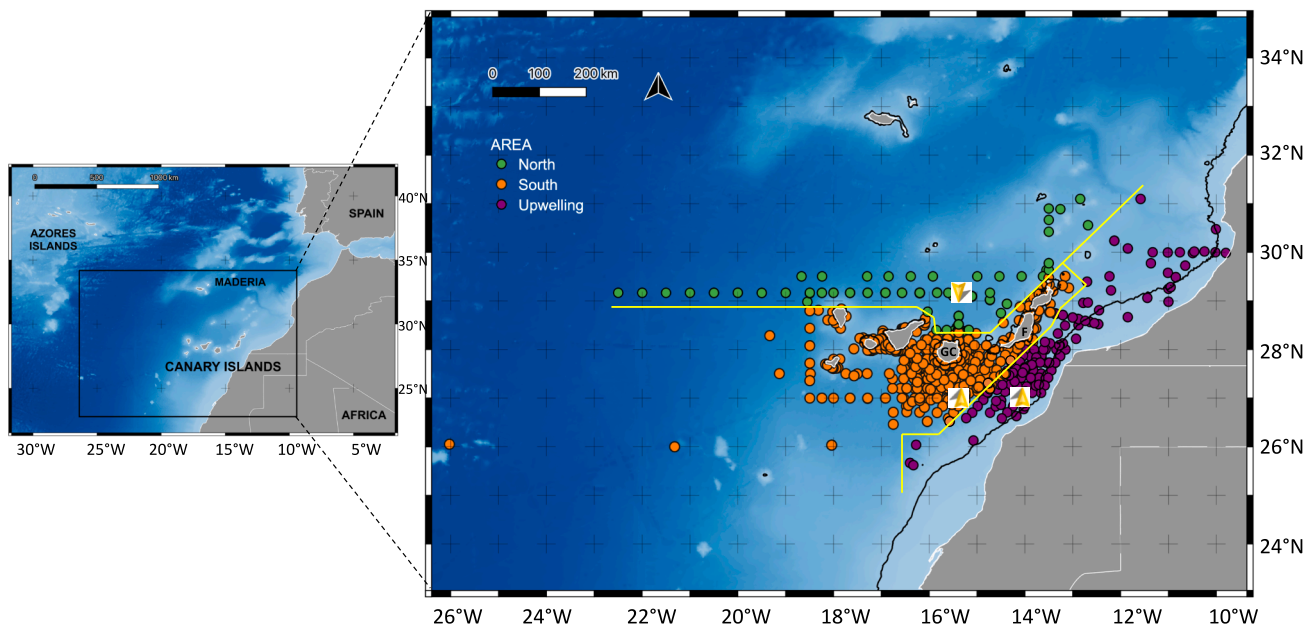 0 500 1000 km
40°N
SPAIN
AZORES
ISLANDS
35°N
MADERIA
30°N
CANARY ISLANDS
25°N
AFRICA
30°W 25°W 20°W 15°W 10°W 5°W
0 100 200 km
AREA
North
South
Upwelling
34°N
32°N
30°N
28°N
26°N
24°N
F
GC
26°W 22°W 22°W 20°W 18°W 16°W 14°W 12°W 10°W